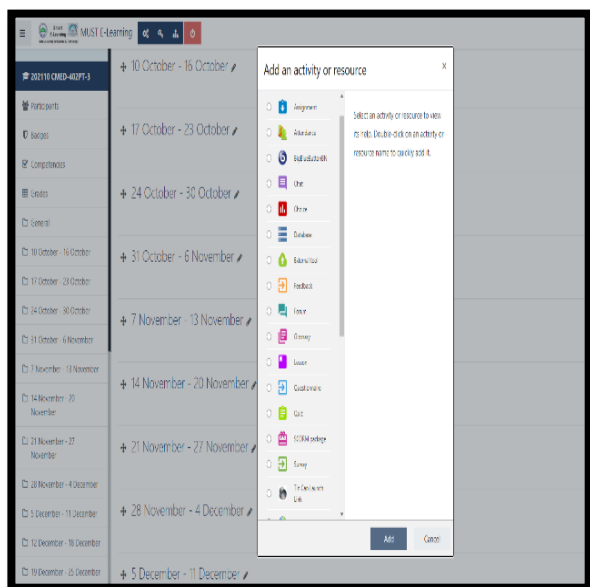 MUST E-Learning
202110 CMED-402PT-3
Participants
Badges
Competencies
Grades
General
10 October - 16 October
17 October - 23 October
24 October - 30 October
31 October - 6 November
7 November - 13 November
14 November - 20
November
21 November - 27
November
28 November - 4 December
5 December - 11 December
12 December - 18 December
19 December - 25 December
10 October - 16 October
17 October - 23 October
24 October - 30 October
31 October - 6 November
7 November - 13 November
14 November - 20 November
21 November - 27 November
28 November - 4 December
5 December - 11 December
Add an activity or resource
x
Assignment
Attendance
BigBlueButtonBN
Chat
Choice
Database
External tool
Feedback
Forum
Glossary
Lesson
Questionnaire
Quiz
SCORM package
Survey
Tin Can Launch
Link
Select an activity or resource to view
its help. Double-click on an activity or
resource name to quickly add it.
Add
Cancel